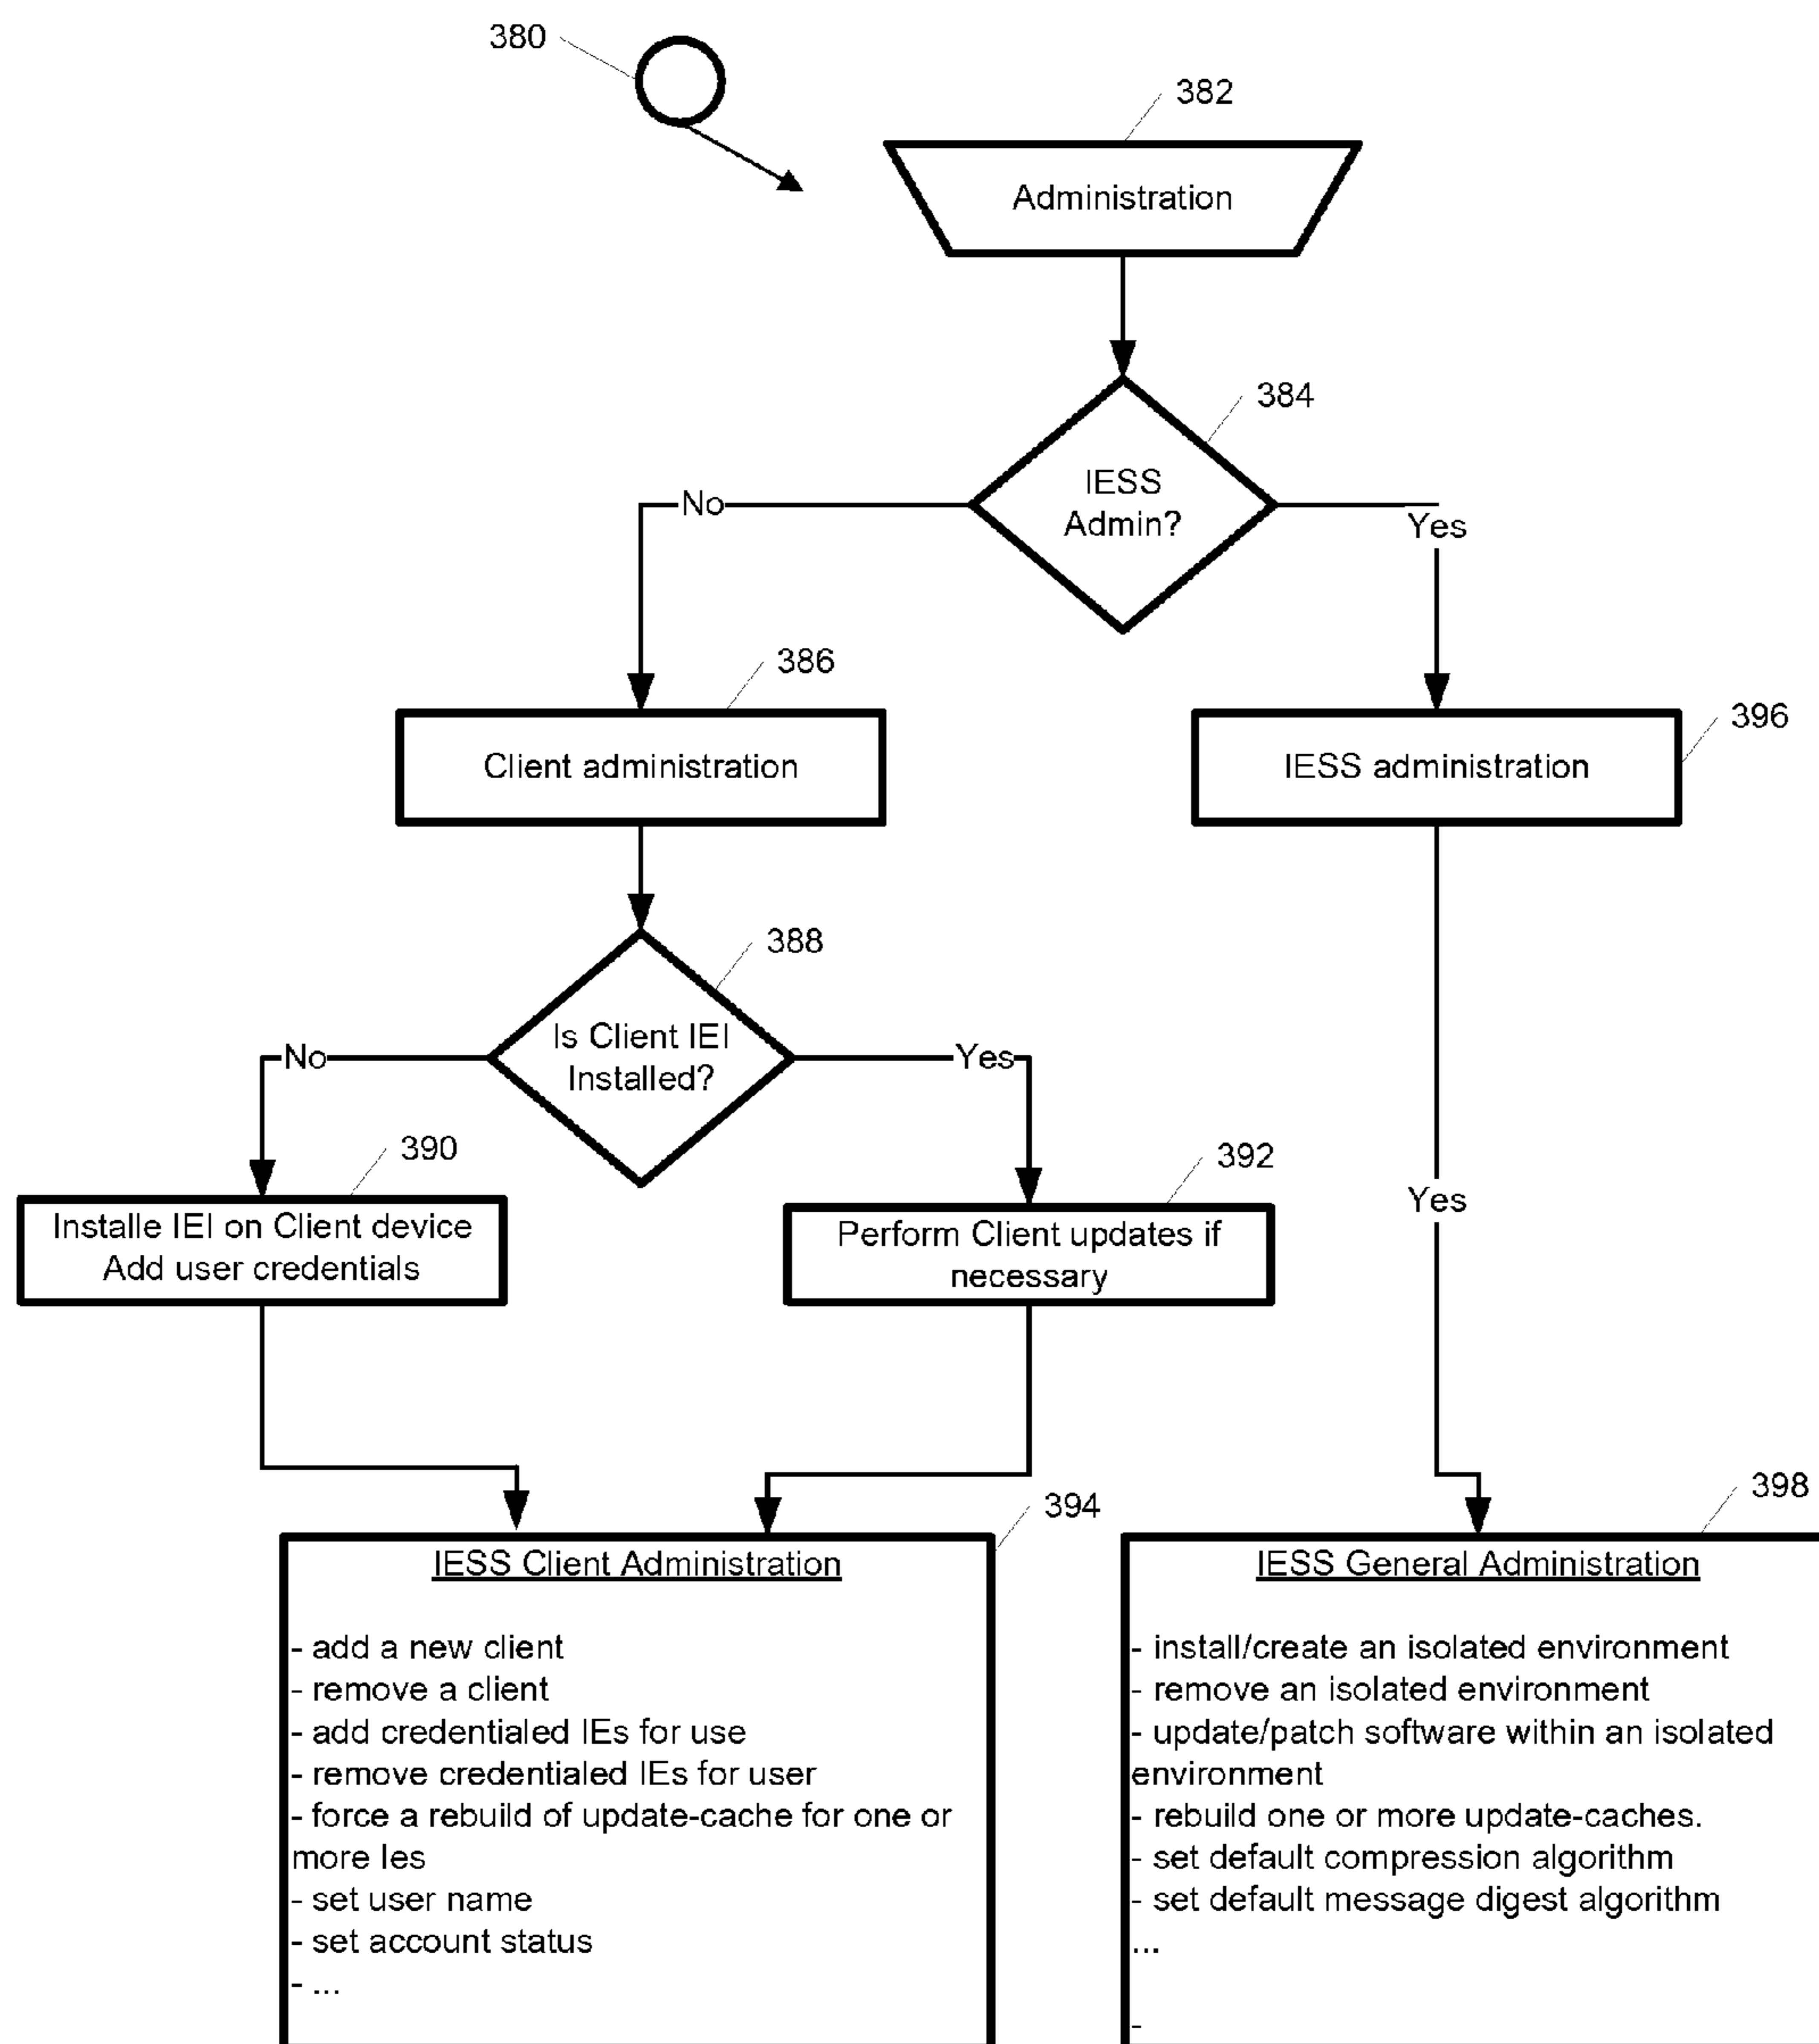 380
382
Administration
384
IESS
Admin?
No
Yes
386
Client administration
396
IESS administration
388
Is Client IEI
Installed?
No
Yes
390
Installe IEI on Client device
Add user credentials
392
Perform Client updates if
necessary
Yes
394
IESS Client Administration
- add a new client
- remove a client
- add credentialed IEs for use
- remove credentialed IEs for user
- force a rebuild of update-cache for one or
more Ies
- set user name
- set account status
- ...
398
IESS General Administration
- install/create an isolated environment
- remove an isolated environment
- update/patch software within an isolated
environment
- rebuild one or more update-caches.
- set default compression algorithm
- set default message digest algorithm
...
-